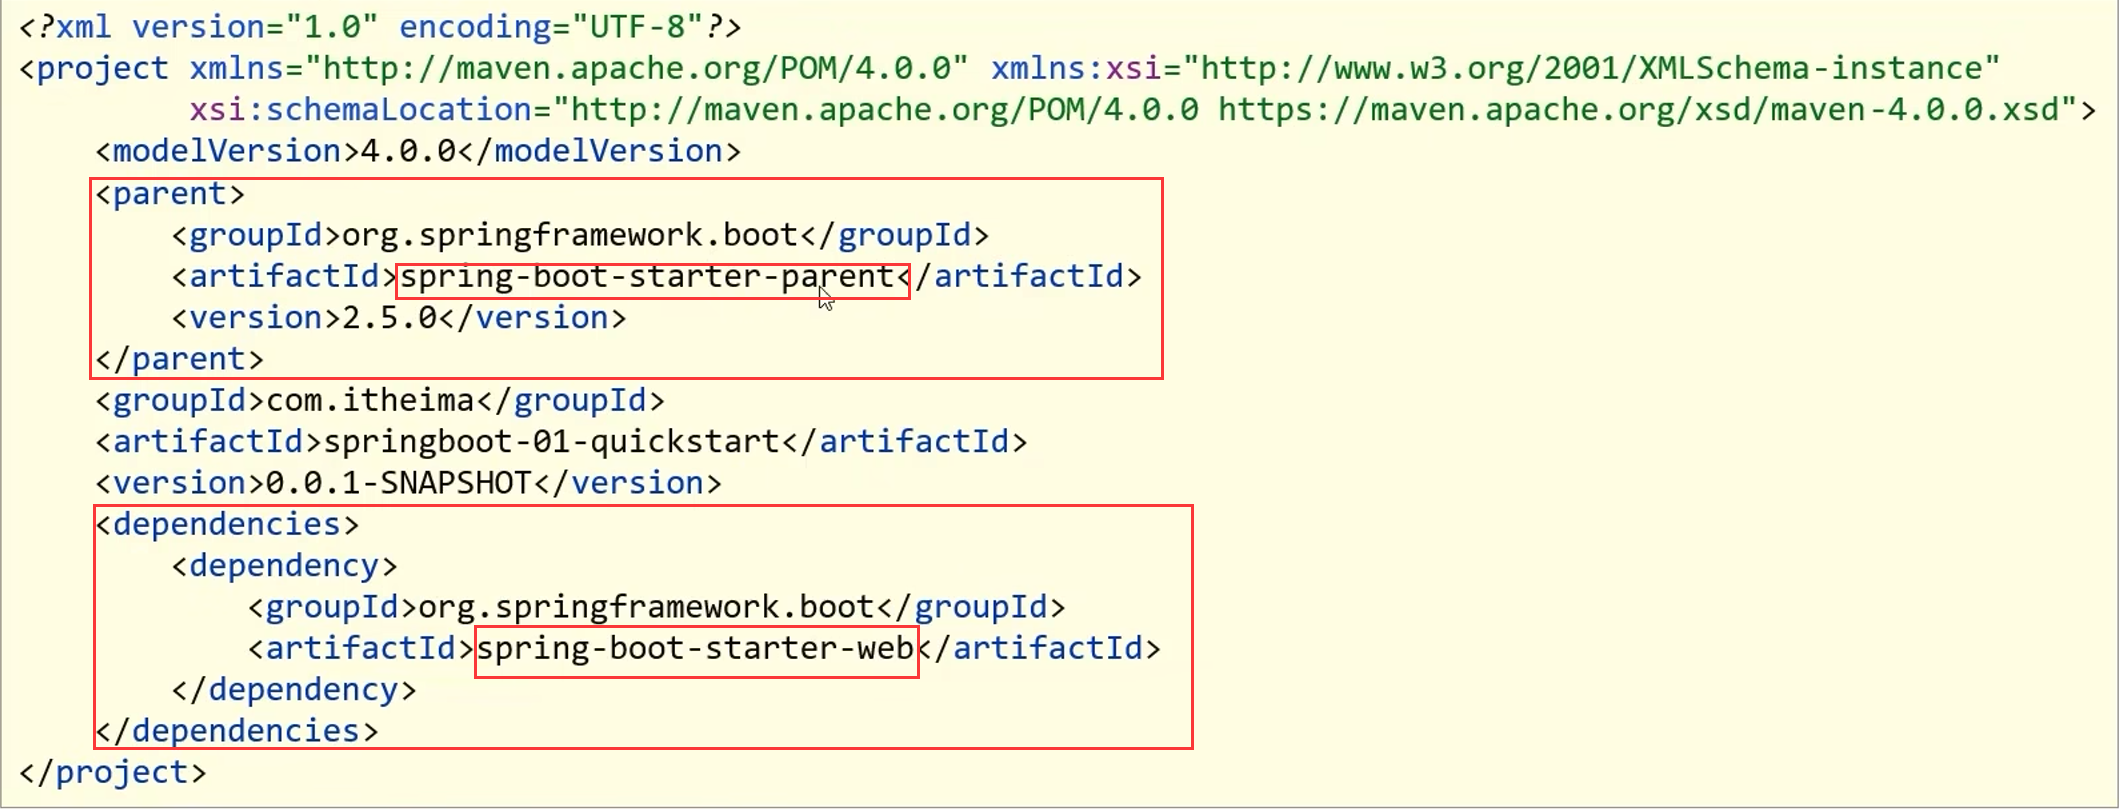 <?xml version="1.0" encoding="UTF-8"?>
<project xmlns="http://maven.apache.org/POM/4.0.0" xmlns:xsi="http://www.w3.org/2001/XMLSchema-instance"
         xsi:schemaLocation="http://maven.apache.org/POM/4.0.0 https://maven.apache.org/xsd/maven-4.0.0.xsd">
    <modelVersion>4.0.0</modelVersion>
    <parent>
        <groupId>org.springframework.boot</groupId>
        <artifactId>spring-boot-starter-parent</artifactId>
        <version>2.5.0</version>
    </parent>
    <groupId>com.itheima</groupId>
    <artifactId>springboot-01-quickstart</artifactId>
    <version>0.0.1-SNAPSHOT</version>
    <dependencies>
        <dependency>
            <groupId>org.springframework.boot</groupId>
            <artifactId>spring-boot-starter-web</artifactId>
        </dependency>
    </dependencies>
</project>